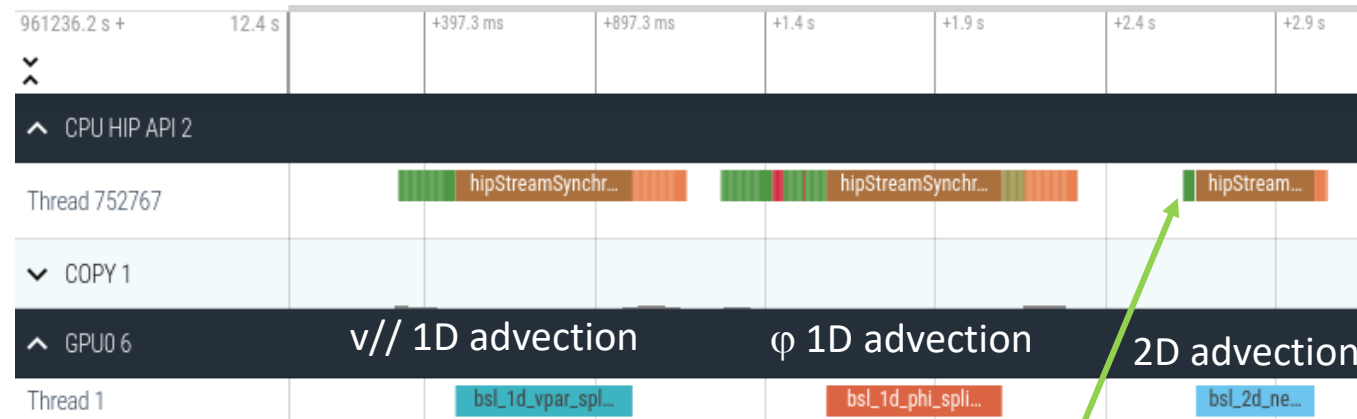 961236.2 s + 12.4 s +397.3 ms +897.3 ms +1.4 s +1.9 s +2.4 s +2.9 s
CPU HIP API 2
Thread 752767 hipStreamSynchr... hipStreamSynchr... hipStream...
COPY 1
GPU0 6 v// 1D advection φ 1D advection 2D advection
Thread 1 bsl_1d_vpar_spl... bsl_1d_phi_spli... bsl_2d_ne...